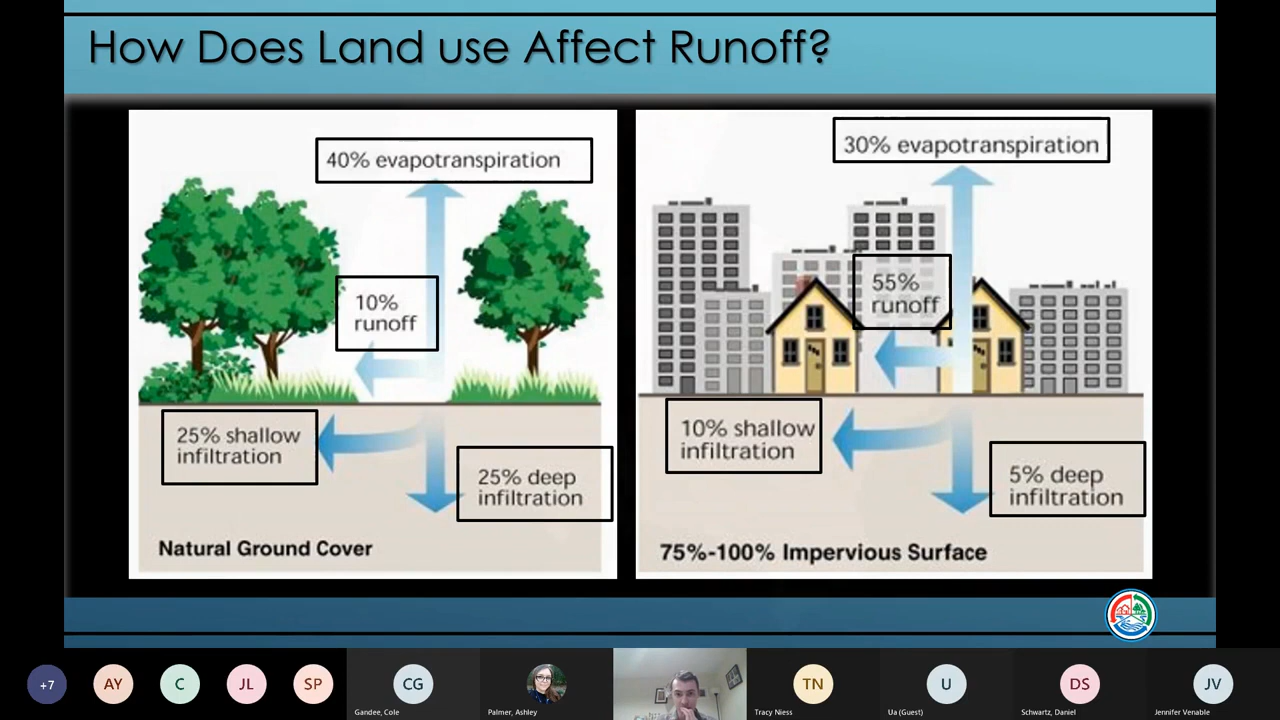 How Does Land use Affect Runoff?
40% evapotranspiration
10%
runoff
25% shallow
infiltration
25% deep
infiltration
Natural Ground Cover
30% evapotranspiration
55%
runoff
10% shallow
infiltration
5% deep
infiltration
75%-100% Impervious Surface
+7
AY
C
JL
SP
CG
Gandee, Cole
Palmer, Ashley
TN
Tracy Niess
U
Ua (Guest)
DS
Schwartz, Daniel
JV
Jennifer Venable